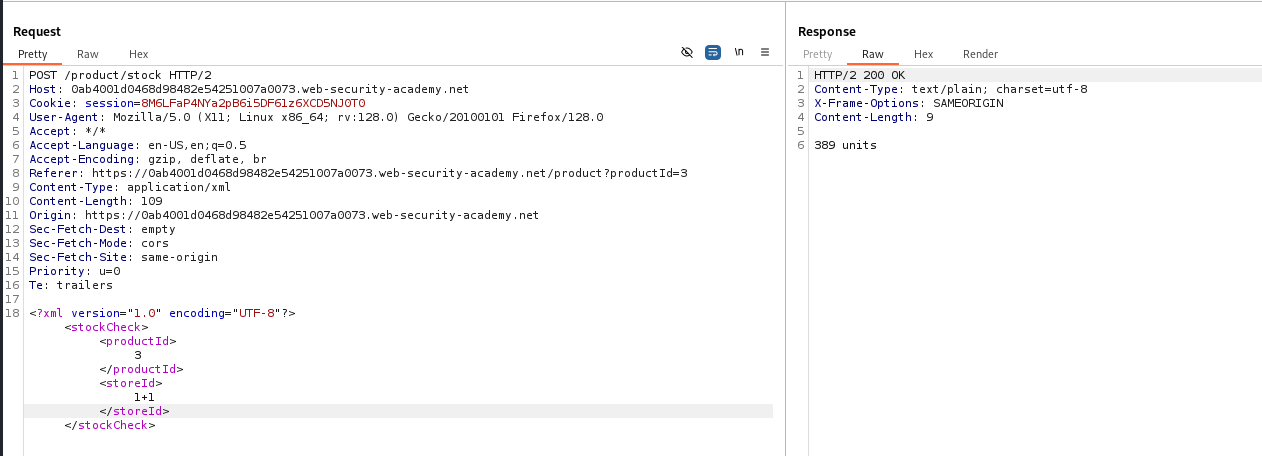 Request
Pretty Raw Hex
\n
1 POST /product/stock HTTP/2
2 Host: 0ab4001d0468d98482e54251007a0073.web-security-academy.net
3 Cookie: session=8M6LFaP4NYa2pB6i5DF61z6XCD5NJ0T0
4 User-Agent: Mozilla/5.0 (X11; Linux x86_64; rv:128.0) Gecko/20100101 Firefox/128.0
5 Accept: */*
6 Accept-Language: en-US,en;q=0.5
7 Accept-Encoding: gzip, deflate, br
8 Referer: https://0ab4001d0468d98482e54251007a0073.web-security-academy.net/product?productId=3
9 Content-Type: application/xml
10 Content-Length: 109
11 Origin: https://0ab4001d0468d98482e54251007a0073.web-security-academy.net
12 Sec-Fetch-Dest: empty
13 Sec-Fetch-Mode: cors
14 Sec-Fetch-Site: same-origin
15 Priority: u=0
16 Te: trailers
17
18 <?xml version="1.0" encoding="UTF-8"?>
<stockCheck>
<productId>
3
</productId>
<storeId>
1+1
</storeId>
</stockCheck>
Response
Pretty Raw Hex Render
1 HTTP/2 200 OK
2 Content-Type: text/plain; charset=utf-8
3 X-Frame-Options: SAMEORIGIN
4 Content-Length: 9
5
6 389 units